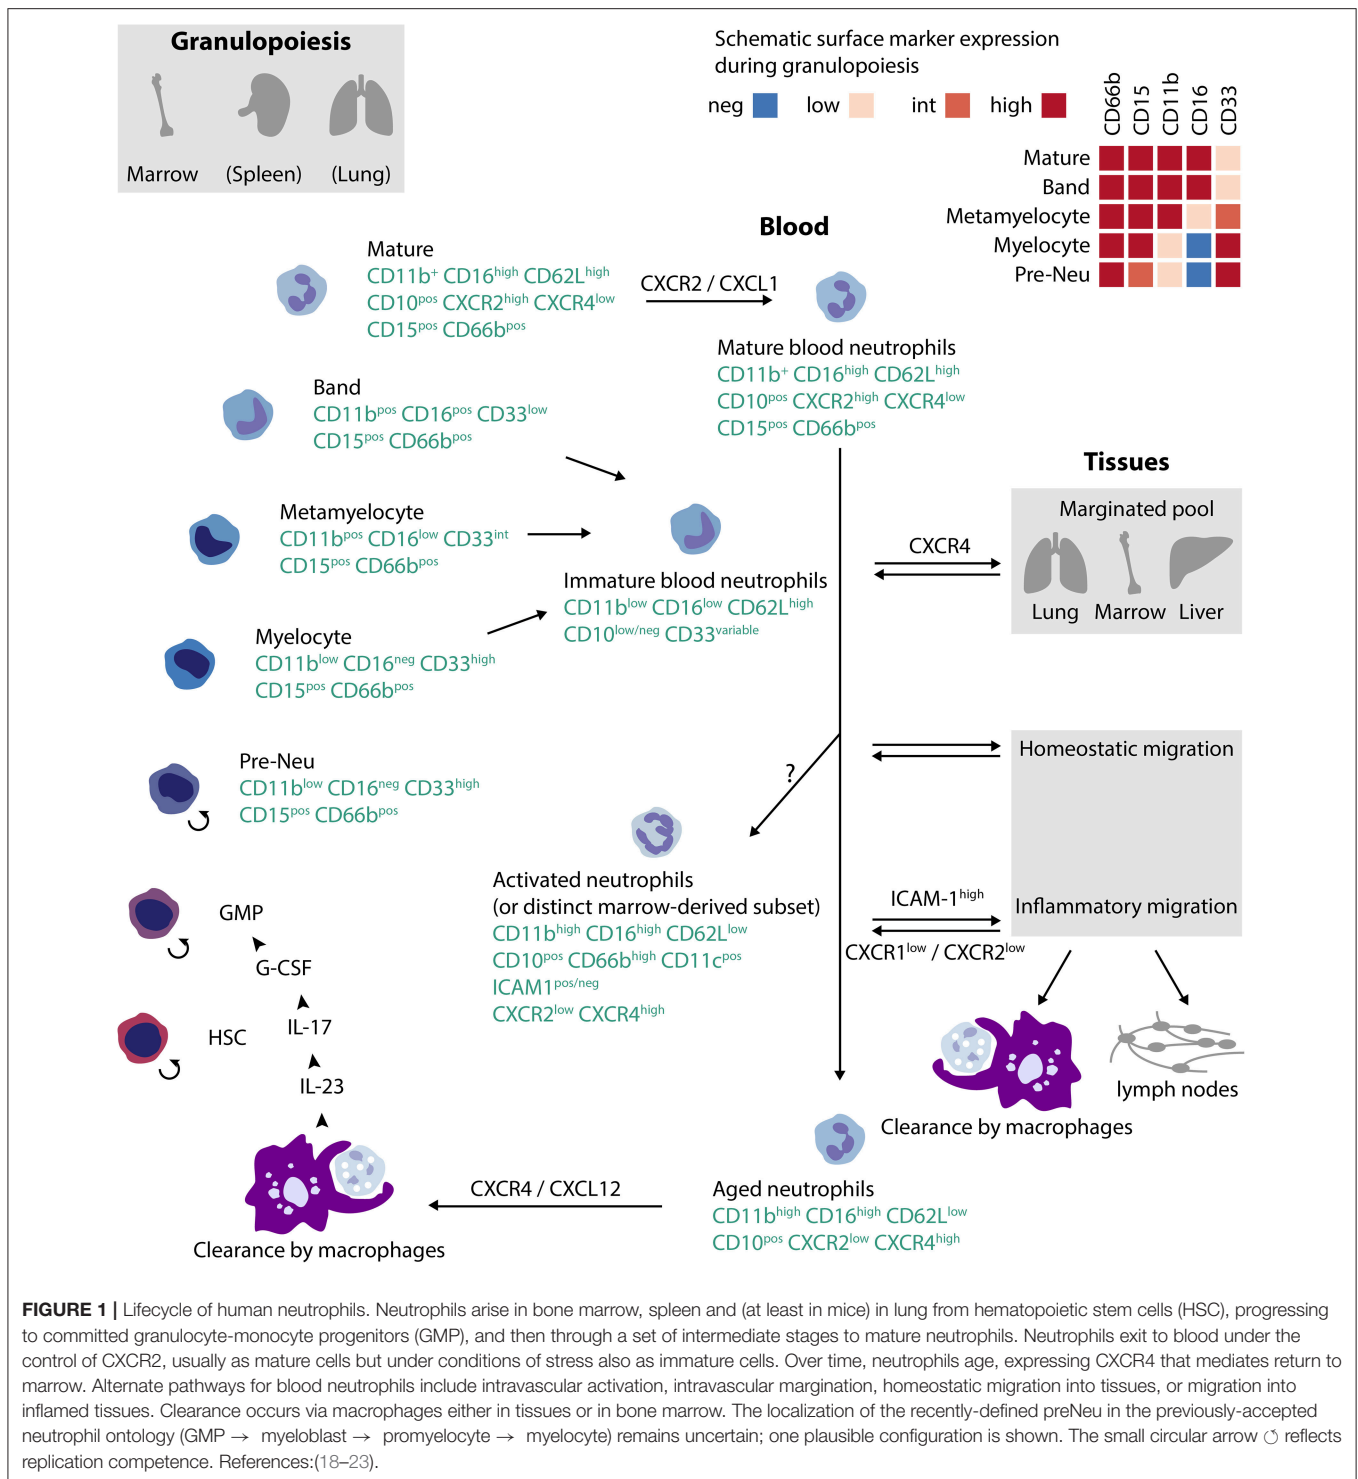 Granulopoiesis
Marrow (Spleen) (Lung)
Schematic surface marker expression
during granulopoiesis
neg low int high
CD66b CD15 CD11b CD16 CD33
Mature
Band
Metamyelocyte
Myelocyte
Pre-Neu
Blood
Mature
CD11b⁺ CD16high CD62Lhigh
CD10pos CXCR2high CXCR4low
CD15pos CD66bpos
CXCR2 / CXCL1
Mature blood neutrophils
CD11b⁺ CD16high CD62Lhigh
CD10pos CXCR2high CXCR4low
CD15pos CD66bpos
Band
CD11bpos CD16pos CD33low
CD15pos CD66bpos
Metamyelocyte
CD11bpos CD16low CD33int
CD15pos CD66bpos
Immature blood neutrophils
CD11blow CD16low CD62Lhigh
CD10low/neg CD33variable
Myelocyte
CD11blow CD16neg CD33high
CD15pos CD66bpos
Pre-Neu
CD11blow CD16neg CD33high
CD15pos CD66bpos
Tissues
Marginated pool
Lung Marrow Liver
CXCR4
Homeostatic migration
?
Activated neutrophils
(or distinct marrow-derived subset)
CD11bhigh CD16high CD62Llow
CD10pos CD66bhigh CD11cpos
ICAM1pos/neg
CXCR2low CXCR4high
ICAM-1high
Inflammatory migration
CXCR1low / CXCR2low
GMP
G-CSF
IL-17
HSC
IL-23
lymph nodes
Clearance by macrophages
Aged neutrophils
CD11bhigh CD16high CD62Llow
CD10pos CXCR2low CXCR4high
CXCR4 / CXCL12
Clearance by macrophages
FIGURE 1 | Lifecycle of human neutrophils. Neutrophils arise in bone marrow, spleen and (at least in mice) in lung from hematopoietic stem cells (HSC), progressing
to committed granulocyte-monocyte progenitors (GMP), and then through a set of intermediate stages to mature neutrophils. Neutrophils exit to blood under the
control of CXCR2, usually as mature cells but under conditions of stress also as immature cells. Over time, neutrophils age, expressing CXCR4 that mediates return to
marrow. Alternate pathways for blood neutrophils include intravascular activation, intravascular margination, homeostatic migration into tissues, or migration into
inflamed tissues. Clearance occurs via macrophages either in tissues or in bone marrow. The localization of the recently-defined preNeu in the previously-accepted
neutrophil ontology (GMP → myeloblast → promyelocyte → myelocyte) remains uncertain; one plausible configuration is shown. The small circular arrow ↺ reflects
replication competence. References:(18–23).